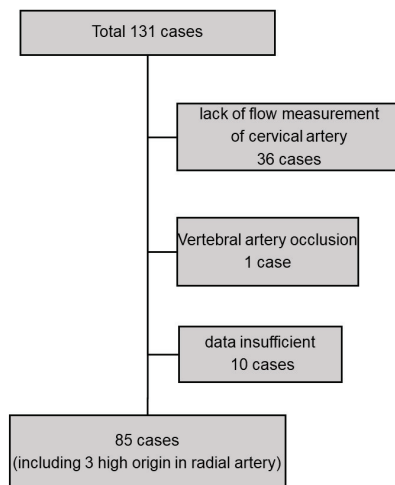 Total 131 cases
lack of flow measurement
of cervical artery
36 cases
Vertebral artery occlusion
1 case
data insufficient
10 cases
85 cases
(including 3 high origin in radial artery)